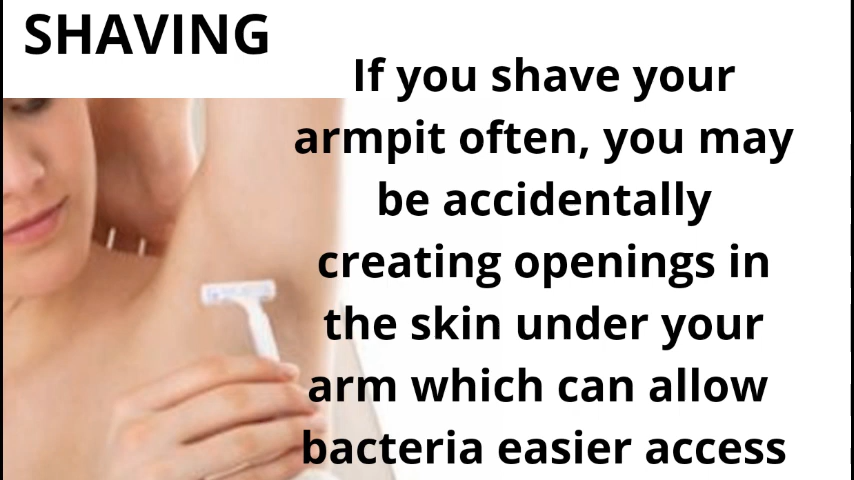 SHAVING
If you shave your
armpit often, you may
be accidentally
creating openings in
the skin under your
arm which can allow
bacteria easier access